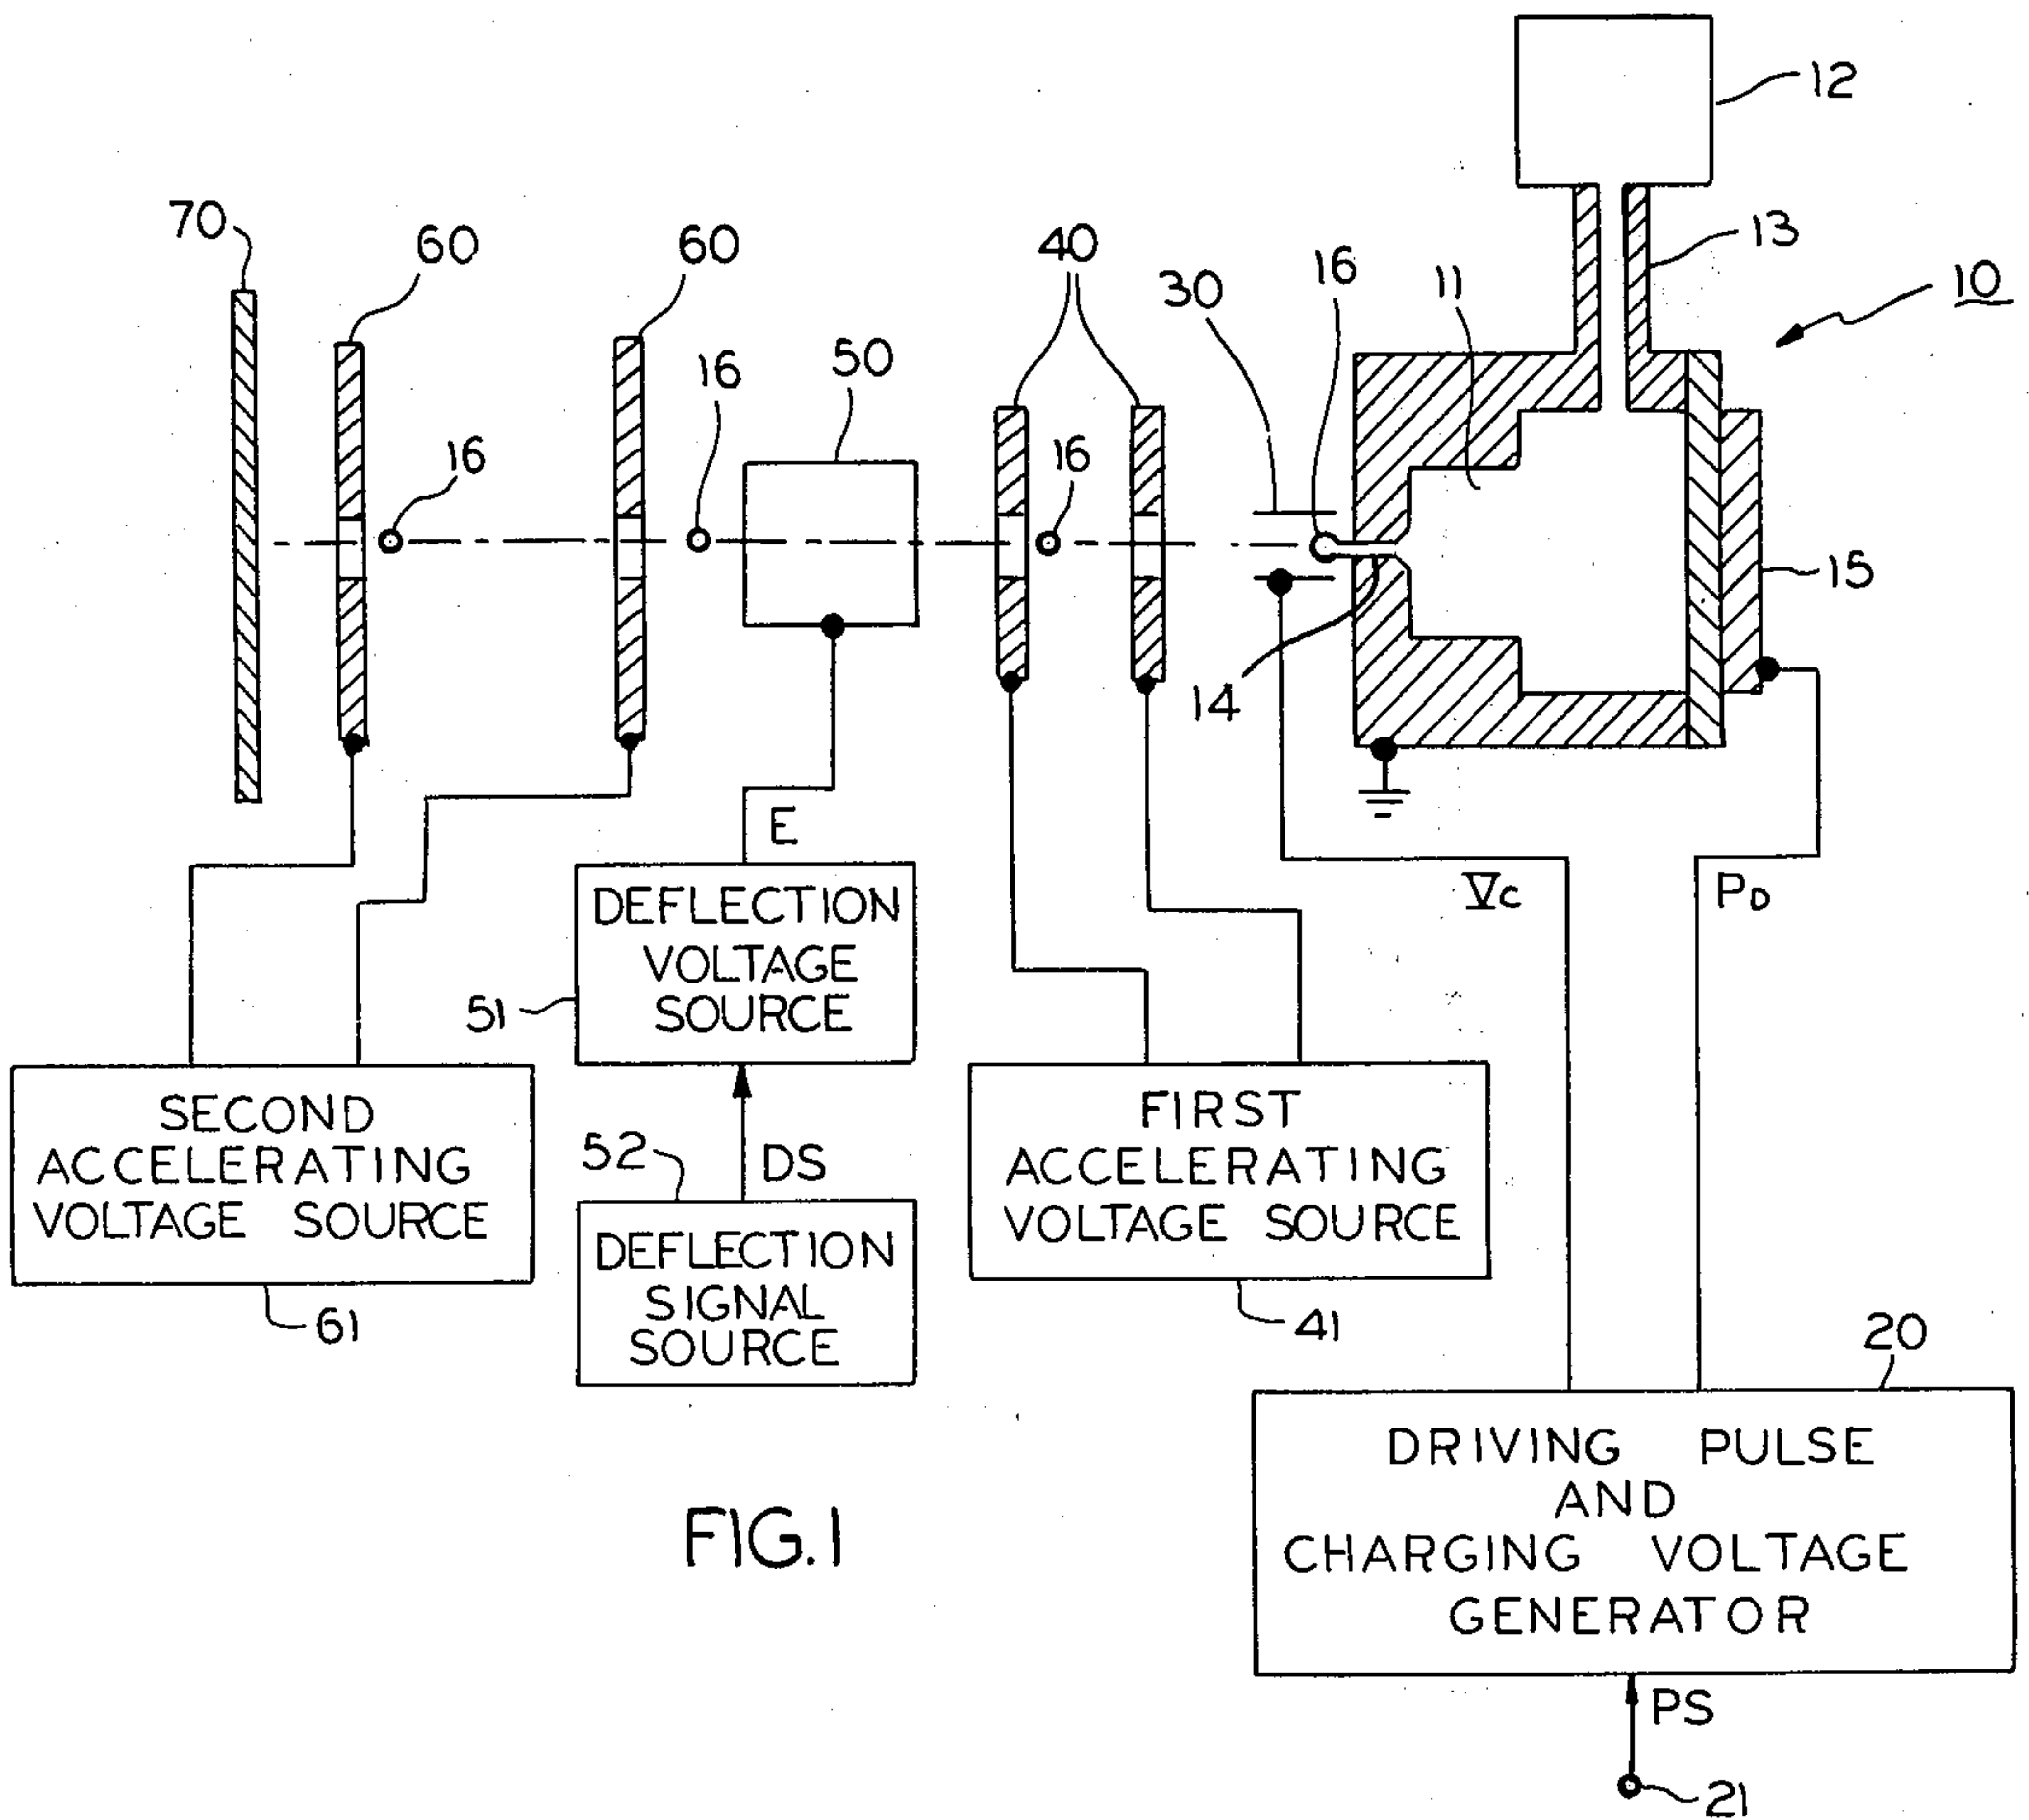 12
13
10
70
60
60
40
30
16
11
16
50
16
16
15
14
E
Vc
PD
DEFLECTION
VOLTAGE
SOURCE
51
SECOND
ACCELERATING
VOLTAGE SOURCE
61
52
DS
DEFLECTION
SIGNAL
SOURCE
FIRST
ACCELERATING
VOLTAGE SOURCE
41
20
DRIVING PULSE
AND
CHARGING VOLTAGE
GENERATOR
PS
21
FIG.1